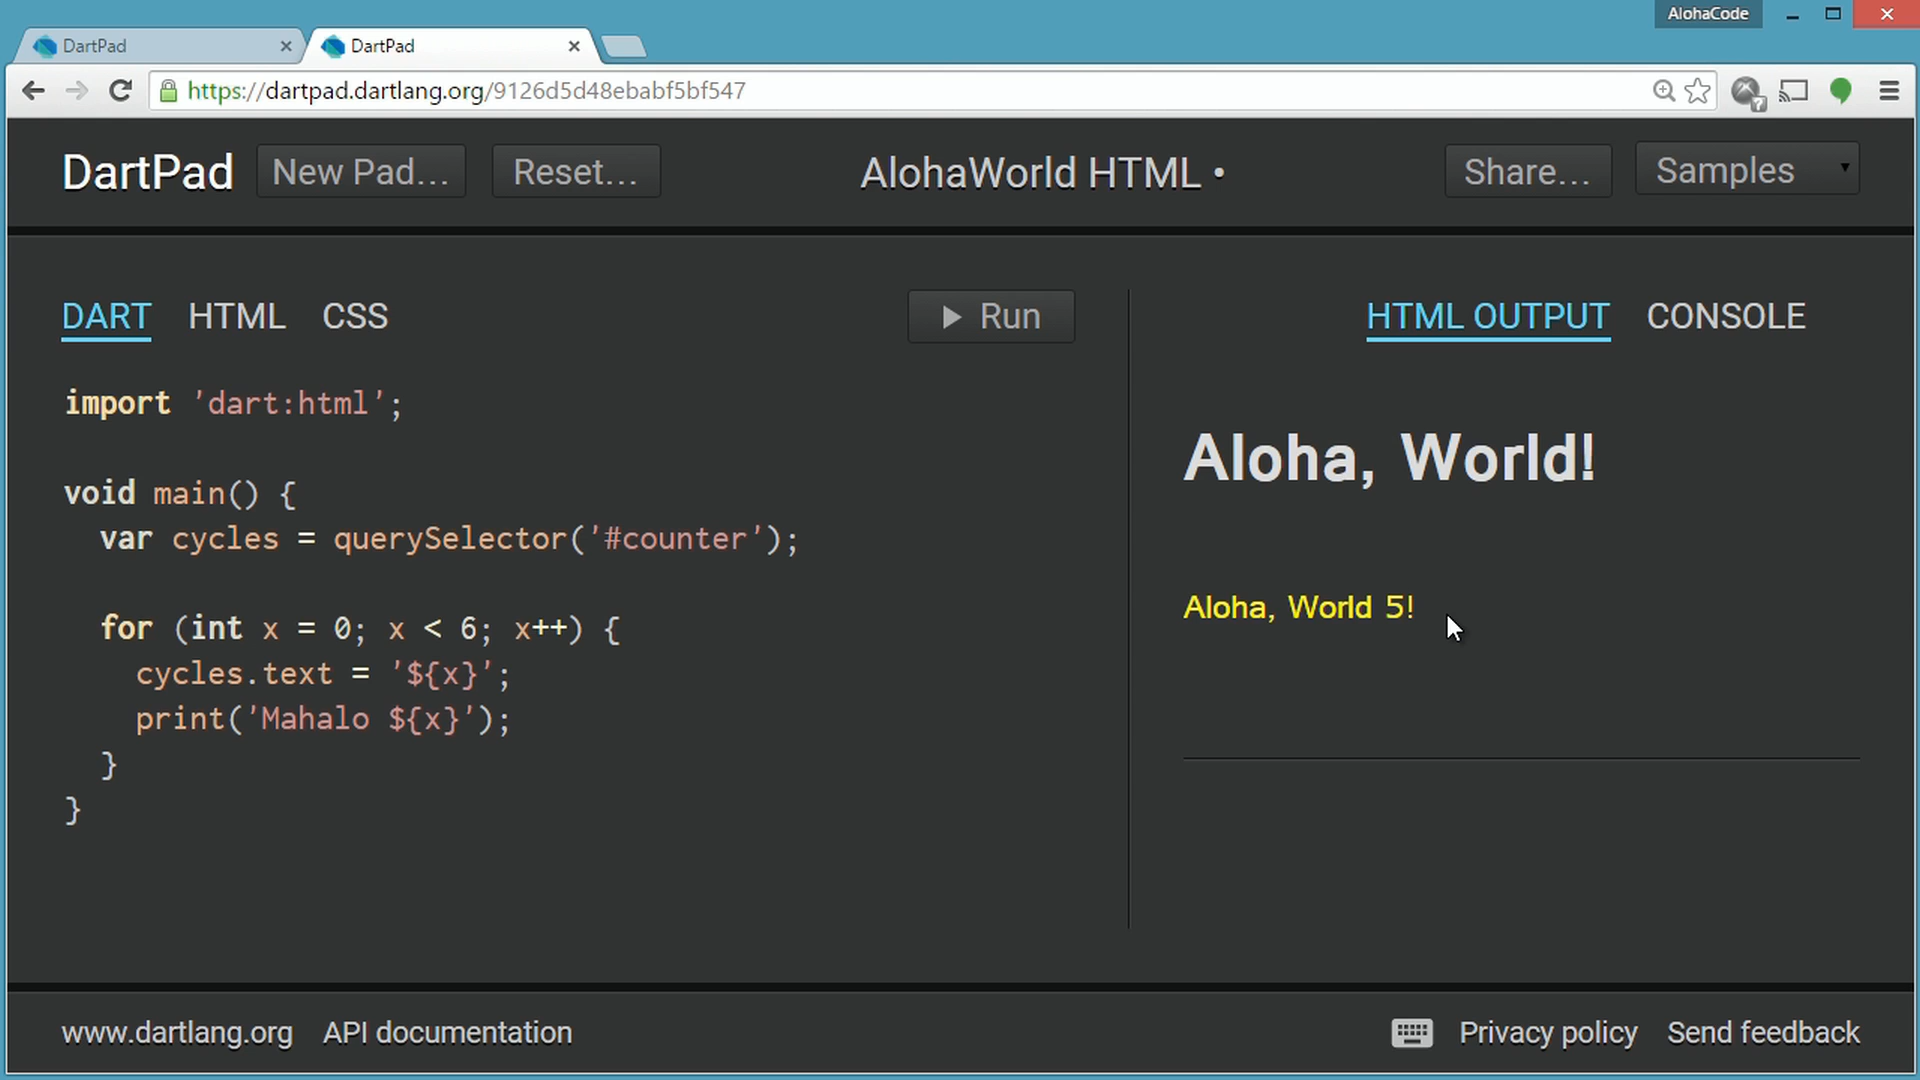 AlohaCode
DartPad
DartPad
https://dartpad.dartlang.org/9126d5d48ebabf5bf547
DartPad New Pad... Reset... AlohaWorld HTML • Share... Samples
DART HTML CSS Run HTML OUTPUT CONSOLE
import 'dart:html';
void main() {
  var cycles = querySelector('#counter');
  for (int x = 0; x < 6; x++) {
    cycles.text = '${x}';
    print('Mahalo ${x}');
  }
}
Aloha, World!
Aloha, World 5!
www.dartlang.org API documentation Privacy policy Send feedback